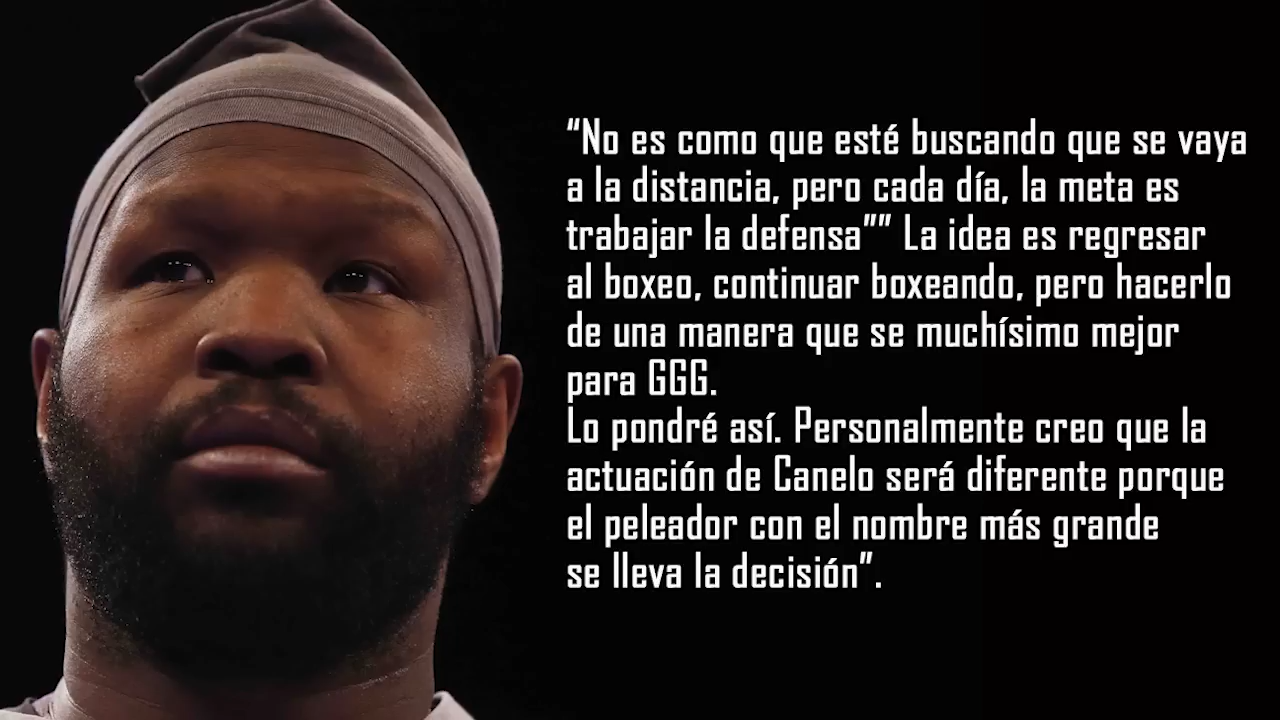 “No es como que esté buscando que se vaya
a la distancia, pero cada día, la meta es
trabajar la defensa”” La idea es regresar
al boxeo, continuar boxeando, pero hacerlo
de una manera que se muchísimo mejor
para GGG.
Lo pondré así. Personalmente creo que la
actuación de Canelo será diferente porque
el peleador con el nombre más grande
se lleva la decisión”.